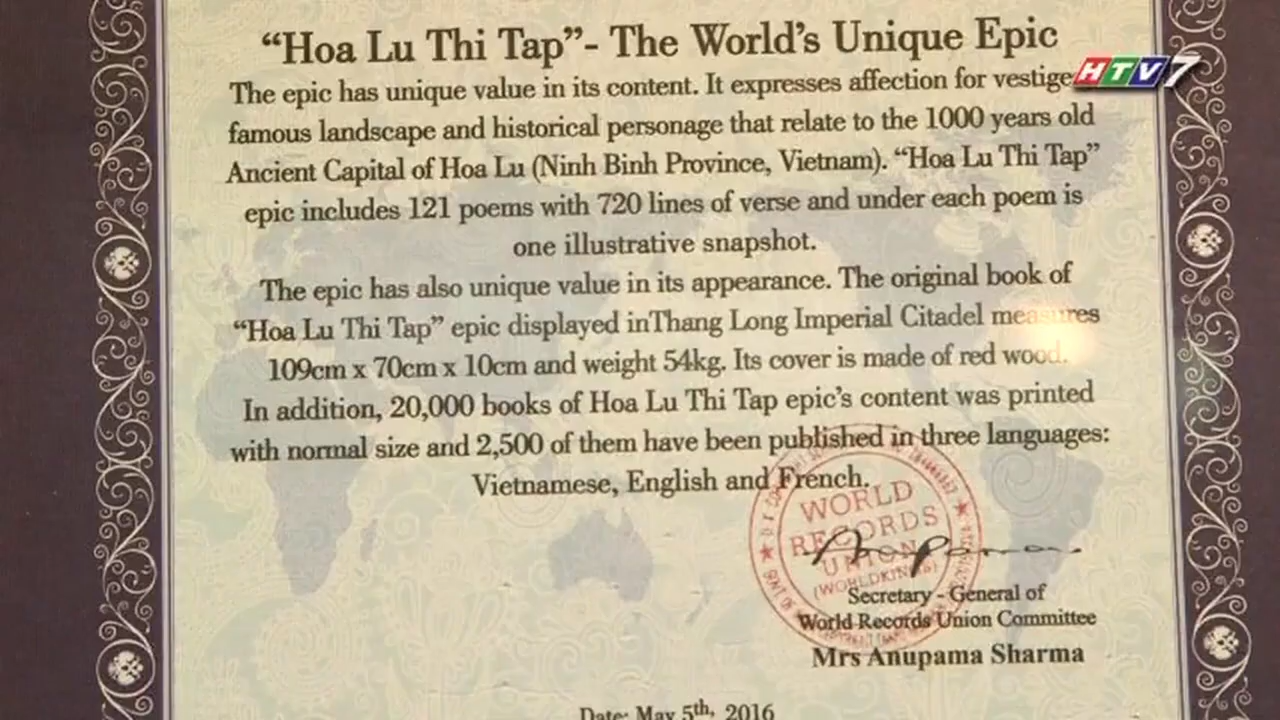 “Hoa Lu Thi Tap”- The World’s Unique Epic
The epic has unique value in its content. It expresses affection for
HTV7
famous landscape and historical personage that relate to the 1000 years old
Ancient Capital of Hoa Lu (Ninh Binh Province, Vietnam). “Hoa Lu Thi Tap”
epic includes 121 poems with 720 lines of verse and under each poem is
one illustrative snapshot.
The epic has also unique value in its appearance. The original book of
“Hoa Lu Thi Tap” epic displayed inThang Long Imperial Citadel measures
109cm x 70cm x 10cm and weight 54kg. Its cover is made of red wood.
In addition, 20,000 books of Hoa Lu Thi Tap epic’s content was printed
with normal size and 2,500 of them have been published in three languages:
Vietnamese, English and French.
WORLD
RECORDS
UNION
(WORLDKINGS)
Secretary - General of
World Records Union Committee
Mrs Anupama Sharma
Date: May 5th, 2016